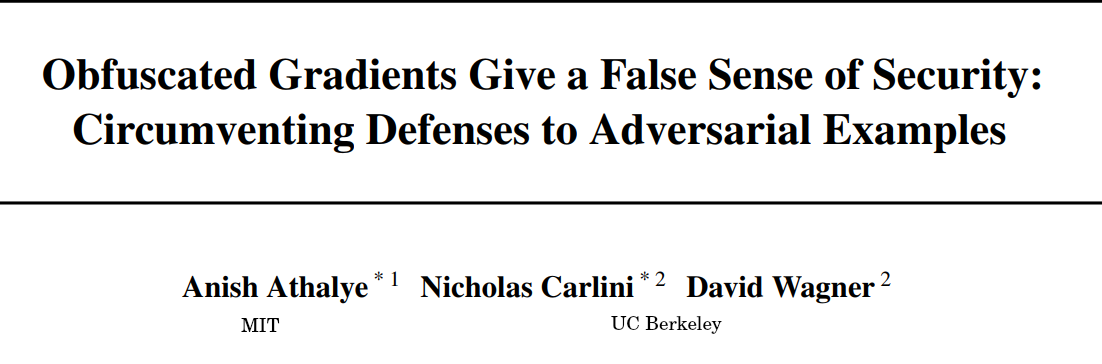 Obfuscated Gradients Give a False Sense of Security:
Circumventing Defenses to Adversarial Examples
Anish Athalye * 1 Nicholas Carlini * 2 David Wagner 2
MIT UC Berkeley